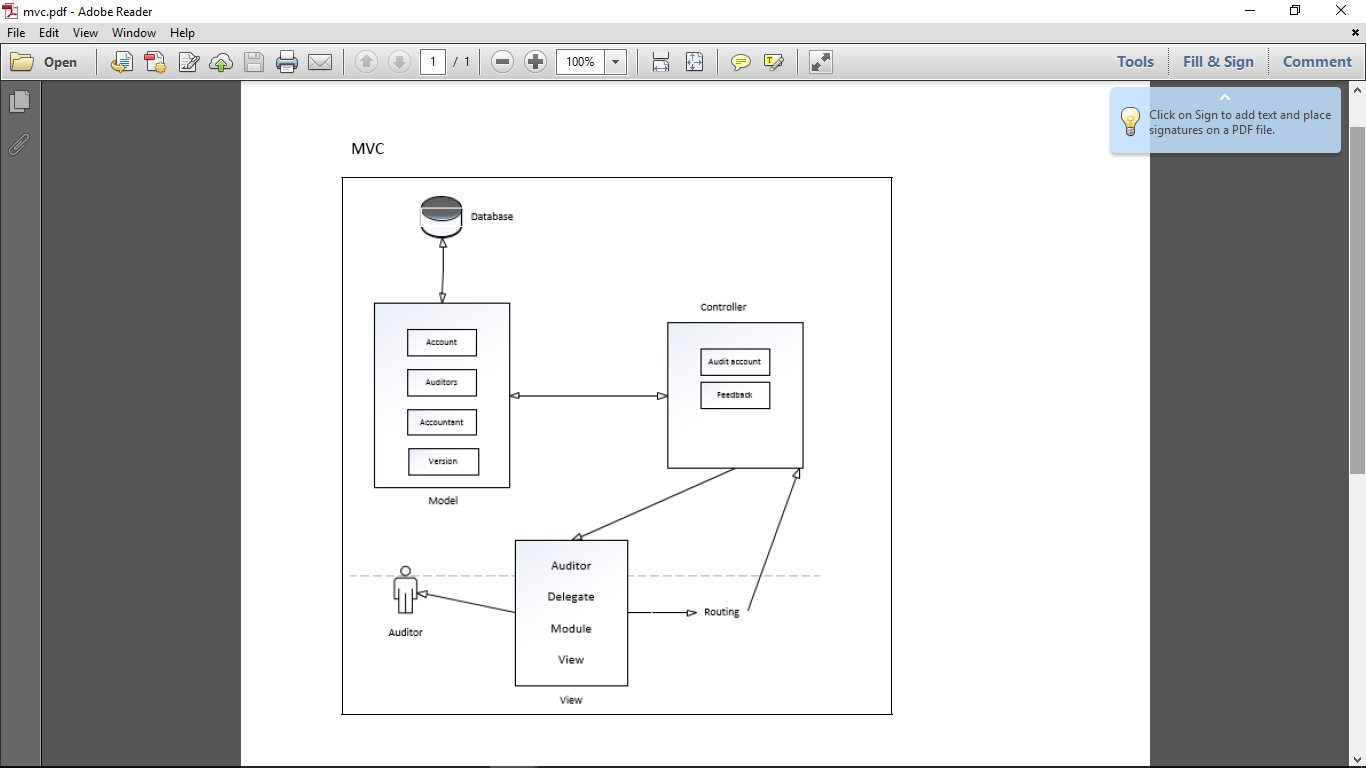 mvc.pdf - Adobe Reader
File Edit View Window Help
Open
1 / 1
100%
Tools Fill & Sign Comment
Click on Sign to add text and place
signatures on a PDF file.
MVC
Database
Controller
Account
Auditors
Accountant
Version
Model
Audit account
Feedback
Auditor
Delegate
Module
View
View
Routing
Auditor